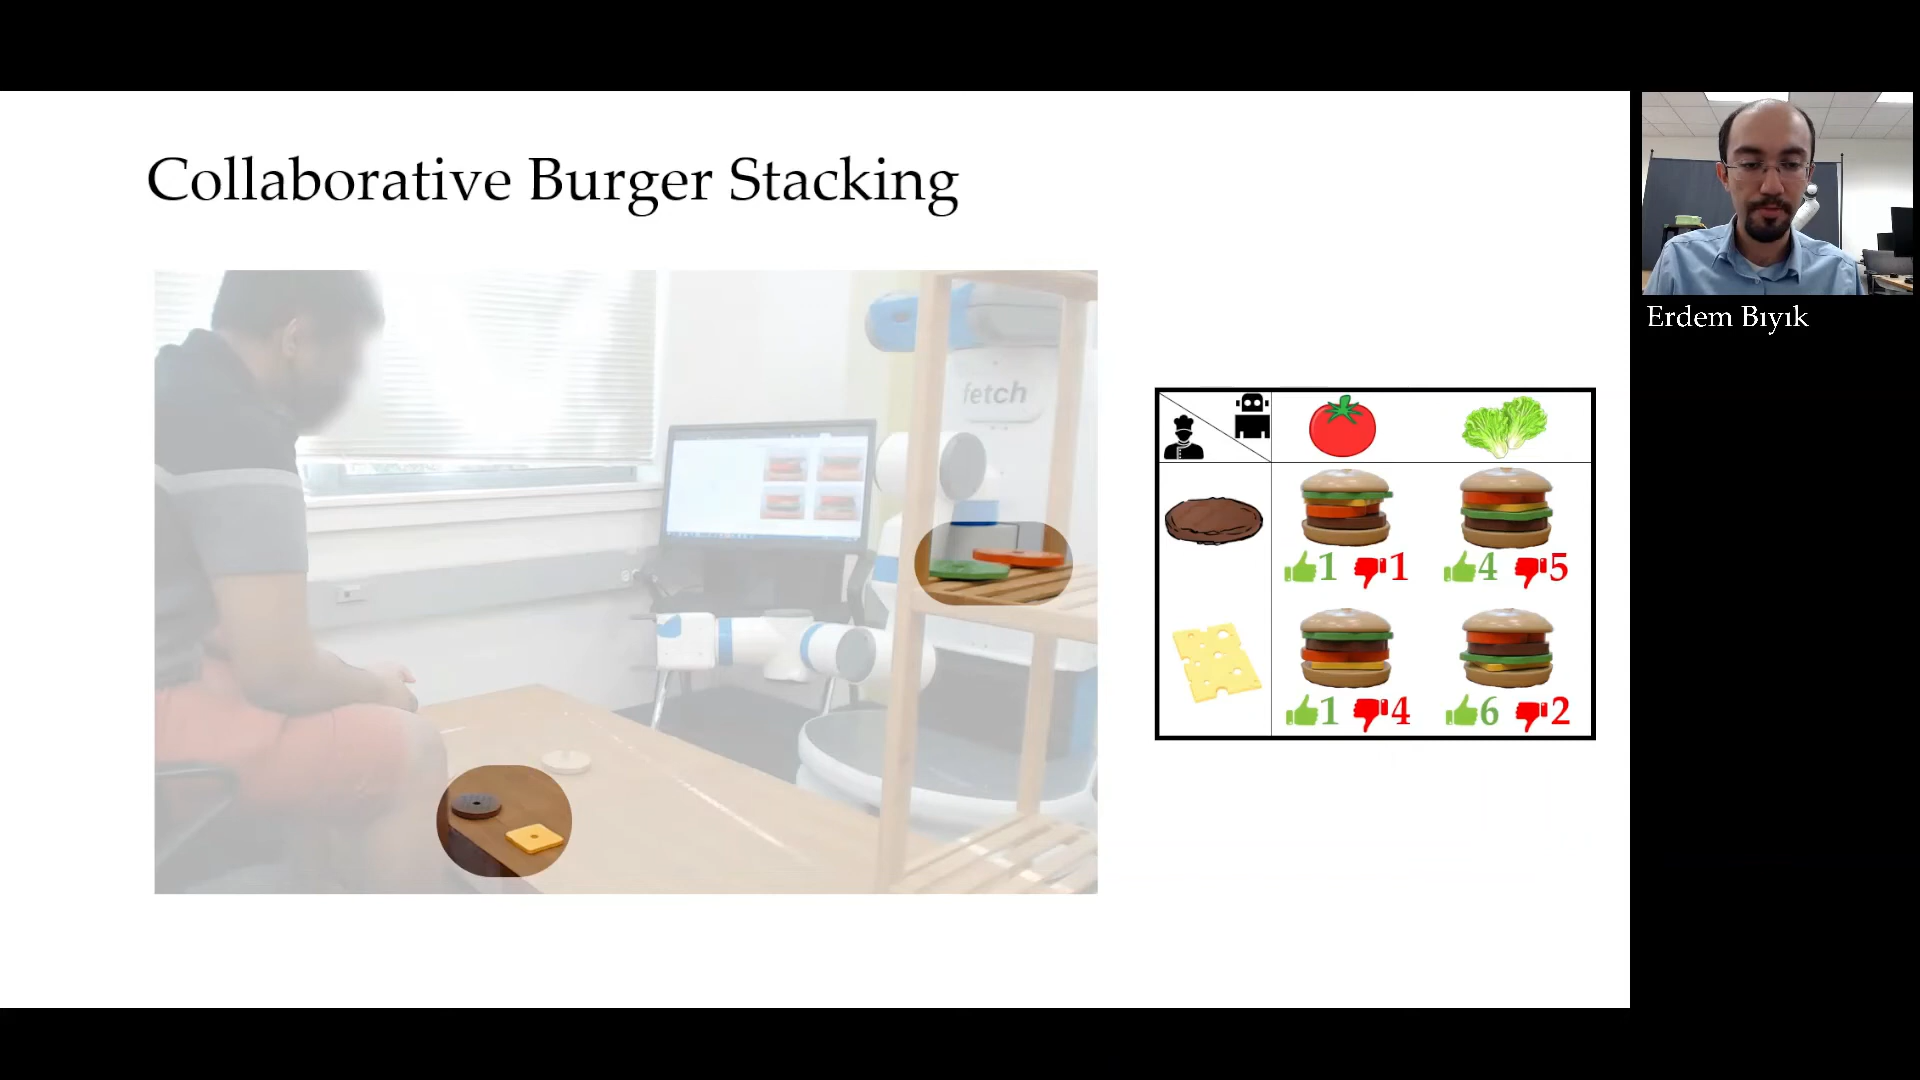 Collaborative Burger Stacking
Erdem Bıyık
fetch
1 1 4 5
1 4 6 2